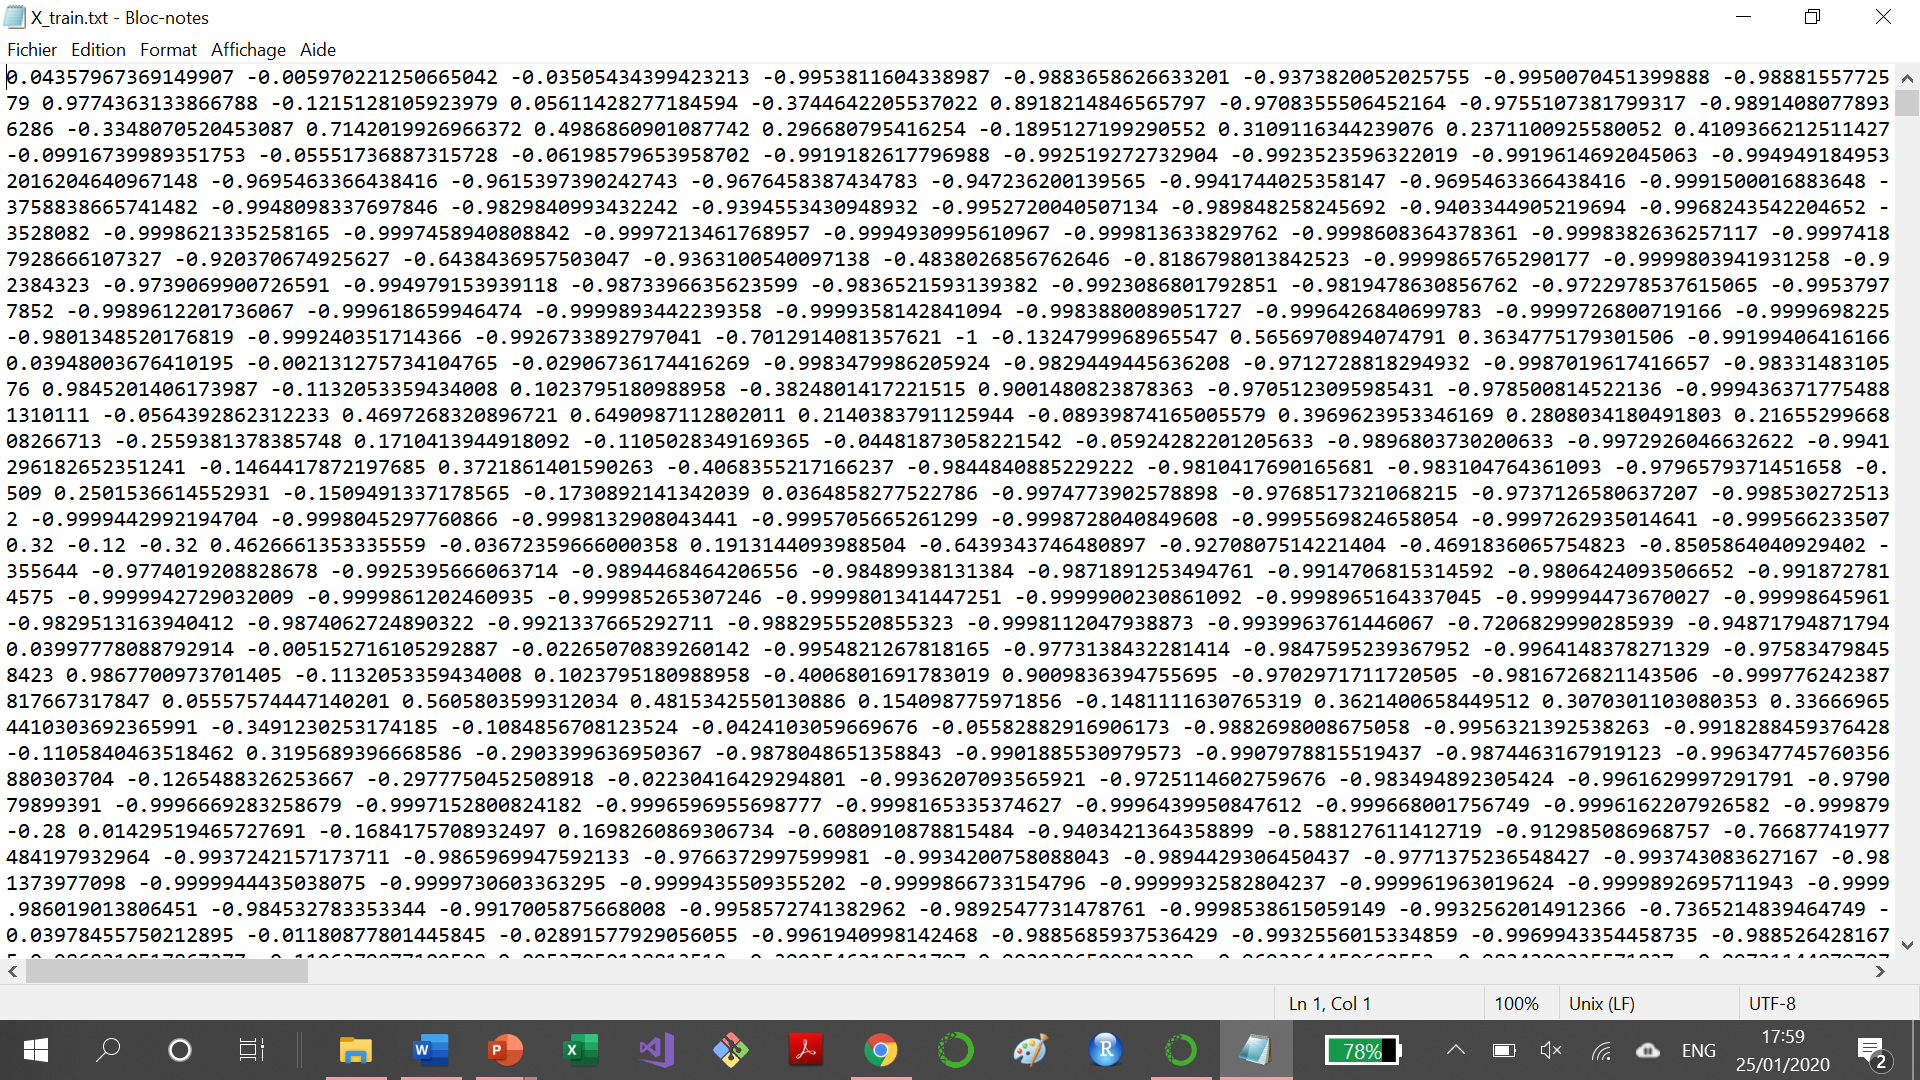 X_train.txt - Bloc-notes
Fichier Edition Format Affichage Aide
0.04357967369149907 -0.005970221250665042 -0.03505434399423213 -0.9953811604338987 -0.9883658626633201 -0.9373820052025755 -0.9950070451399888 -0.98881557725
79 0.9774363133866788 -0.1215128105923979 0.05611428277184594 -0.3744642205537022 0.8918214846565797 -0.9708355506452164 -0.9755107381799317 -0.9891408077893
6286 -0.3348070520453087 0.7142019926966372 0.4986860901087742 0.296680795416254 -0.1895127199290552 0.3109116344239076 0.2371100925580052 0.4109366212511427
-0.09916739989351753 -0.05551736887315728 -0.06198579653958702 -0.9919182617796988 -0.992519272732904 -0.9923523596322019 -0.9919614692045063 -0.994949184953
2016204640967148 -0.9695463366438416 -0.9615397390242743 -0.9676458387434783 -0.947236200139565 -0.9941744025358147 -0.9695463366438416 -0.9991500016883648 -
3758838665741482 -0.9948098337697846 -0.9829840993432242 -0.9394553430948932 -0.9952720040507134 -0.989848258245692 -0.9403344905219694 -0.9968243542204652 -
3528082 -0.9998621335258165 -0.9997458940808842 -0.9997213461768957 -0.9994930995610967 -0.999813633829762 -0.9998608364378361 -0.9998382636257117 -0.9997418
7928666107327 -0.920370674925627 -0.6438436957503047 -0.9363100540097138 -0.4838026856762646 -0.8186798013842523 -0.9999865765290177 -0.9999803941931258 -0.9
2384323 -0.9739069900726591 -0.994979153939118 -0.9873396635623599 -0.9836521593139382 -0.9923086801792851 -0.9819478630856762 -0.9722978537615065 -0.9953797
7852 -0.9989612201736067 -0.999618659946474 -0.9999893442239358 -0.9999358142841094 -0.9983880089051727 -0.9996426840699783 -0.9999726800719166 -0.9999698225
-0.9801348520176819 -0.999240351714366 -0.9926733892797041 -0.7012914081357621 -1 -0.1324799968965547 0.5656970894074791 0.3634775179301506 -0.99199406416166
0.03948003676410195 -0.002131275734104765 -0.02906736174416269 -0.9983479986205924 -0.9829449445636208 -0.9712728818294932 -0.9987019617416657 -0.98331483105
76 0.9845201406173987 -0.1132053359434008 0.1023795180988958 -0.3824801417221515 0.9001480823878363 -0.9705123095985431 -0.978500814522136 -0.999436371775488
1310111 -0.0564392862312233 0.4697268320896721 0.6490987112802011 0.2140383791125944 -0.08939874165005579 0.3969623953346169 0.2808034180491803 0.21655299668
08266713 -0.2559381378385748 0.1710413944918092 -0.1105028349169365 -0.04481873058221542 -0.05924282201205633 -0.9896803730200633 -0.9972926046632622 -0.9941
296182652351241 -0.1464417872197685 0.3721861401590263 -0.4068355217166237 -0.9844840885229222 -0.9810417690165681 -0.983104764361093 -0.9796579371451658 -0.
509 0.2501536614552931 -0.1509491337178565 -0.1730892141342039 0.0364858277522786 -0.9974773902578898 -0.9768517321068215 -0.9737126580637207 -0.998530272513
2 -0.9999442992194704 -0.9998045297760866 -0.9998132908043441 -0.9995705665261299 -0.9998728040849608 -0.9995569824658054 -0.9997262935014641 -0.999566233507
0.32 -0.12 -0.32 0.4626661353335559 -0.03672359666000358 0.1913144093988504 -0.6439343746480897 -0.9270807514221404 -0.4691836065754823 -0.8505864040929402 -
355644 -0.9774019208828678 -0.9925395666063714 -0.9894468464206556 -0.98489938131384 -0.9871891253494761 -0.9914706815314592 -0.9806424093506652 -0.991872781
4575 -0.9999942729032009 -0.9999861202460935 -0.999985265307246 -0.9999801341447251 -0.9999900230861092 -0.9998965164337045 -0.999994473670027 -0.99998645961
-0.9829513163940412 -0.9874062724890322 -0.9921337665292711 -0.9882955520855323 -0.9998112047938873 -0.9939963761446067 -0.7206829990285939 -0.94871794871794
0.03997778088792914 -0.005152716105292887 -0.02265070839260142 -0.9954821267818165 -0.9773138432281414 -0.9847595239367952 -0.9964148378271329 -0.97583479845
8423 0.9867700973701405 -0.1132053359434008 0.1023795180988958 -0.4006801691783019 0.9009836394755695 -0.9702971711720505 -0.9816726821143506 -0.999776242387
817667317847 0.05557574447140201 0.5605803599312034 0.4815342550130886 0.154098775971856 -0.1481111630765319 0.3621400658449512 0.3070301103080353 0.33666965
4410303692365991 -0.3491230253174185 -0.1084856708123524 -0.0424103059669676 -0.05582882916906173 -0.9882698008675058 -0.9956321392538263 -0.9918288459376428
-0.1105840463518462 0.3195689396668586 -0.2903399636950367 -0.9878048651358843 -0.9901885530979573 -0.9907978815519437 -0.9874463167919123 -0.996347745760356
880303704 -0.1265488326253667 -0.2977750452508918 -0.02230416429294801 -0.9936207093565921 -0.9725114602759676 -0.983494892305424 -0.9961629997291791 -0.9790
079899391 -0.9996669283258679 -0.9997152800824182 -0.9996596955698777 -0.9998165335374627 -0.9996439950847612 -0.999668001756749 -0.9996162207926582 -0.999879
-0.28 0.01429519465727691 -0.1684175708932497 0.1698260869306734 -0.6080910878815484 -0.9403421364358899 -0.588127611412719 -0.912985086968757 -0.76687741977
484197932964 -0.9937242157173711 -0.9865969947592133 -0.9766372997599981 -0.9934200758088043 -0.9894429306450437 -0.9771375236548427 -0.993743083627167 -0.98
1373977098 -0.9999944435038075 -0.9999730603363295 -0.9999435509355202 -0.9999866733154796 -0.9999932582804237 -0.999961963019624 -0.9999892695711943 -0.9999
.986019013806451 -0.984532783353344 -0.9917005875668008 -0.9958572741382962 -0.9892547731478761 -0.9998538615059149 -0.9932562014912366 -0.7365214839464749 -
0.03978455750212895 -0.01180877801445845 -0.02891577929056055 -0.9961940998142468 -0.9885685937536429 -0.9932556015334859 -0.9969943354458735 -0.988526428167
Ln 1, Col 1 100% Unix (LF) UTF-8
78% ENG 17:59
25/01/2020 2